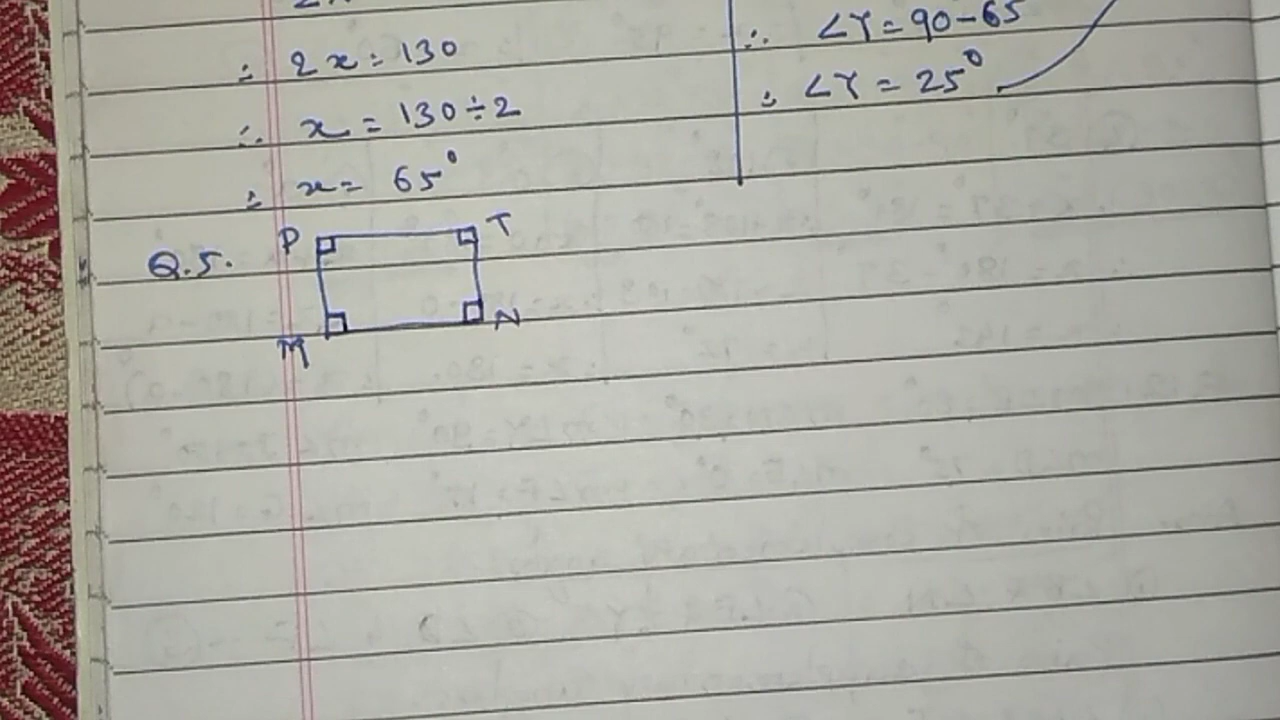 ∴ 2x = 130
∴ x = 130 ÷ 2
∴ x = 65°
∴ ∠Y = 90 - 65
∴ ∠Y = 25°
Q.5.
P T
M N